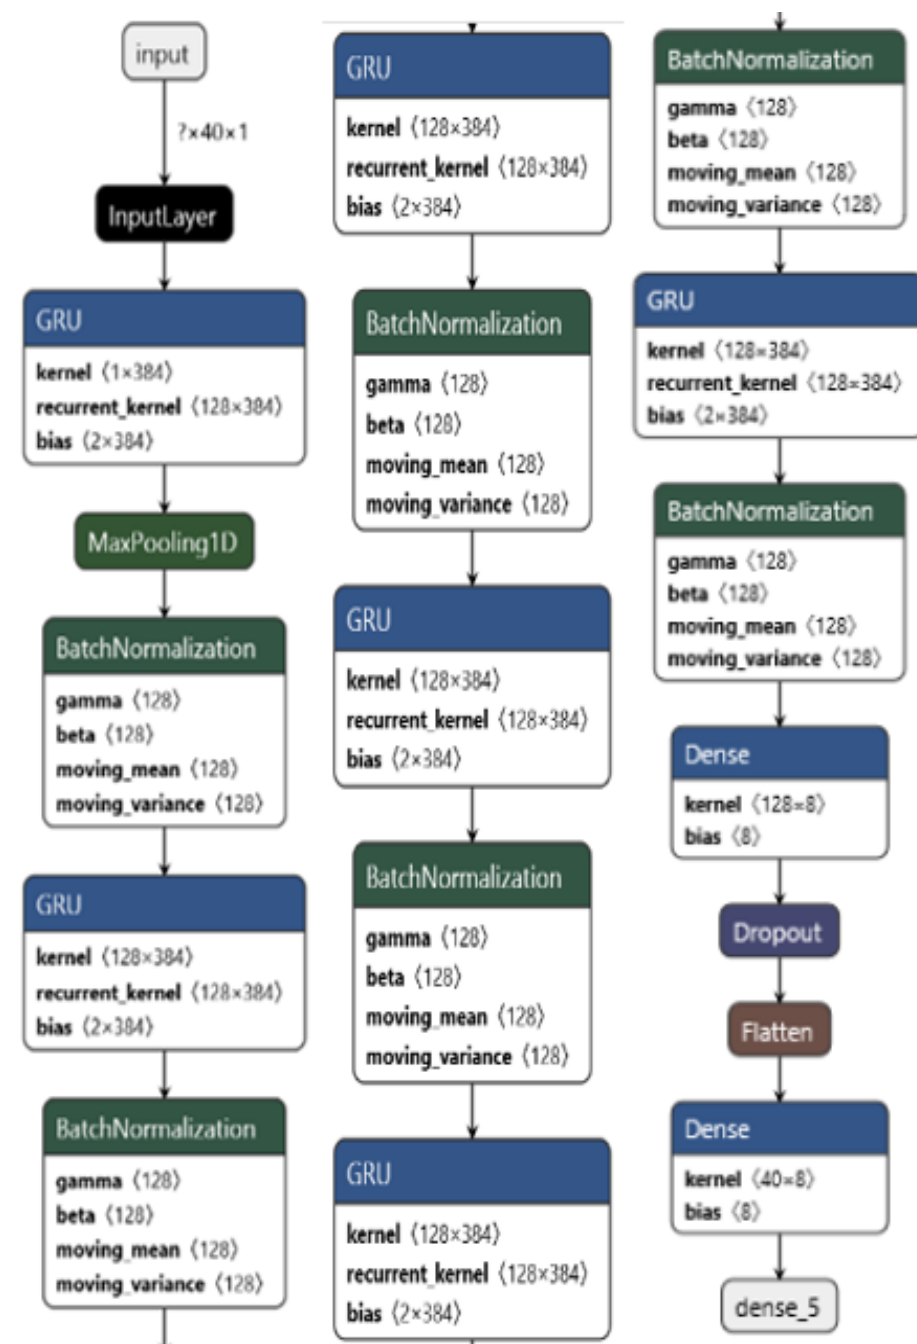 input
?×40×1
InputLayer
GRU
kernel ⟨1×384⟩
recurrent_kernel ⟨128×384⟩
bias ⟨2×384⟩
MaxPooling1D
BatchNormalization
gamma ⟨128⟩
beta ⟨128⟩
moving_mean ⟨128⟩
moving_variance ⟨128⟩
GRU
kernel ⟨128×384⟩
recurrent_kernel ⟨128×384⟩
bias ⟨2×384⟩
BatchNormalization
gamma ⟨128⟩
beta ⟨128⟩
moving_mean ⟨128⟩
moving_variance ⟨128⟩
GRU
kernel ⟨128×384⟩
recurrent_kernel ⟨128×384⟩
bias ⟨2×384⟩
BatchNormalization
gamma ⟨128⟩
beta ⟨128⟩
moving_mean ⟨128⟩
moving_variance ⟨128⟩
GRU
kernel ⟨128×384⟩
recurrent_kernel ⟨128×384⟩
bias ⟨2×384⟩
BatchNormalization
gamma ⟨128⟩
beta ⟨128⟩
moving_mean ⟨128⟩
moving_variance ⟨128⟩
GRU
kernel ⟨128×384⟩
recurrent_kernel ⟨128×384⟩
bias ⟨2×384⟩
BatchNormalization
gamma ⟨128⟩
beta ⟨128⟩
moving_mean ⟨128⟩
moving_variance ⟨128⟩
GRU
kernel ⟨128×384⟩
recurrent_kernel ⟨128×384⟩
bias ⟨2×384⟩
BatchNormalization
gamma ⟨128⟩
beta ⟨128⟩
moving_mean ⟨128⟩
moving_variance ⟨128⟩
Dense
kernel ⟨128×8⟩
bias ⟨8⟩
Dropout
Flatten
Dense
kernel ⟨40×8⟩
bias ⟨8⟩
dense_5